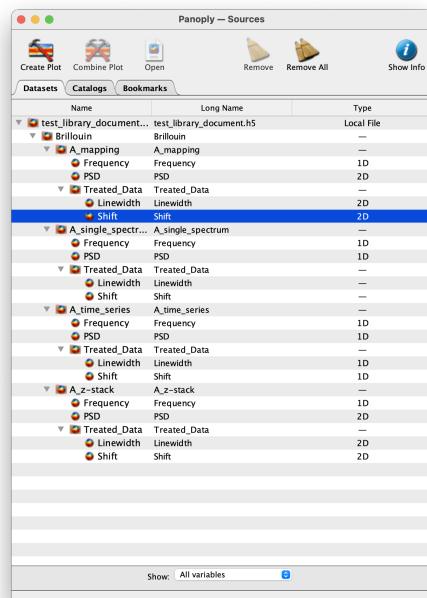 Panoply — Sources
Create Plot Combine Plot Open Remove Remove All Show Info
Datasets Catalogs Bookmarks
Name Long Name Type
test_library_document... test_library_document.h5 Local File
Brillouin Brillouin —
A_mapping A_mapping —
Frequency Frequency 1D
PSD PSD 2D
Treated_Data Treated_Data —
Linewidth Linewidth 2D
Shift Shift 2D
A_single_spectr... A_single_spectrum —
Frequency Frequency 1D
PSD PSD 1D
Treated_Data Treated_Data —
Linewidth Linewidth —
Shift Shift —
A_time_series A_time_series —
Frequency Frequency 1D
PSD PSD 1D
Treated_Data Treated_Data —
Linewidth Linewidth 1D
Shift Shift 1D
A_z-stack A_z-stack —
Frequency Frequency 1D
PSD PSD 2D
Treated_Data Treated_Data —
Linewidth Linewidth 2D
Shift Shift 2D
Show: All variables